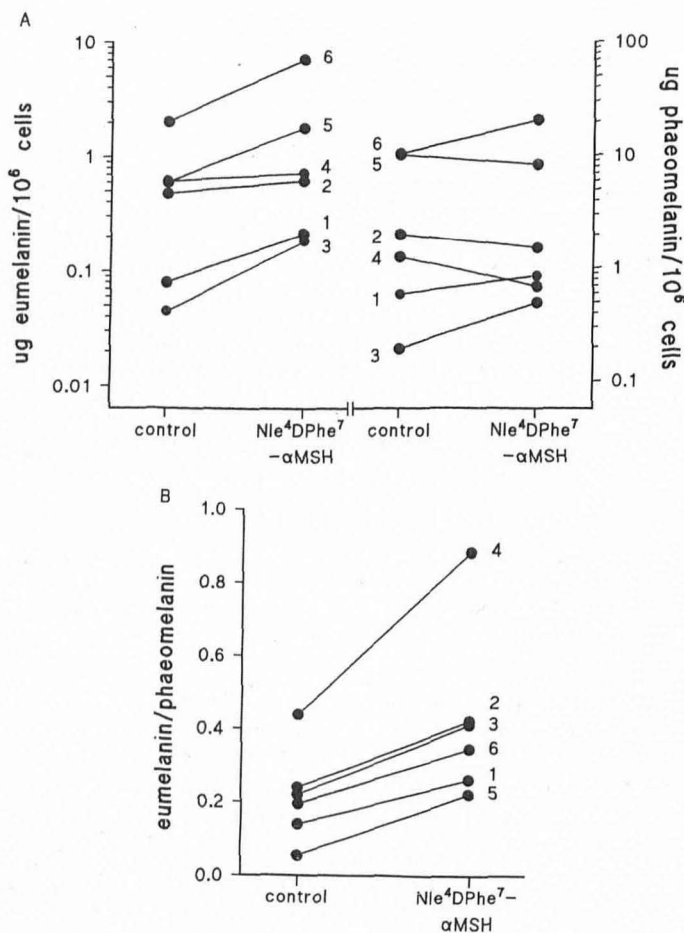 A
ug eumelanin/10⁶ cells
10
1
0.1
0.01
6
5
4
2
1
3
control
Nle⁴DPhe⁷
-αMSH
6
5
2
4
1
3
control
Nle⁴DPhe⁷
-αMSH
100
10
1
0.1
ug phaeomelanin/10⁶ cells
B
eumelanin/phaeomelanin
1.0
0.8
0.6
0.4
0.2
0.0
4
2
3
6
1
5
control
Nle⁴DPhe⁷-
αMSH